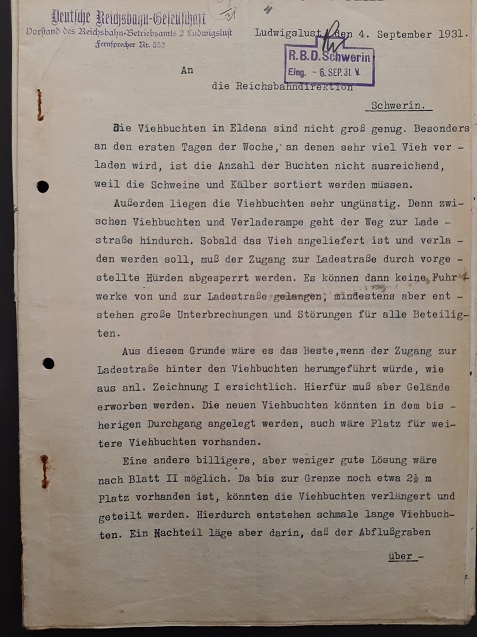 Deutsche Reichsbahn-Gesellschaft
Vorstand des Reichsbahn-Betriebsamts 2 Ludwigslust
Fernsprecher Nr. 552
Ludwigslust, den 4. September 1931.
R.B.D. Schwerin
Eing. - 6. SEP. 31. V.
An
die Reichsbahndirektion
Schwerin.
Die Viehbuchten in Eldena sind nicht groß genug. Besonders
an den ersten Tagen der Woche, an denen sehr viel Vieh ver -
laden wird, ist die Anzahl der Buchten nicht ausreichend,
weil die Schweine und Kälber sortiert werden müssen.
Außerdem liegen die Viehbuchten sehr ungünstig. Denn zwi-
schen Viehbuchten und Verladerampe geht der Weg zur Lade -
straße hindurch. Sobald das Vieh angeliefert ist und verla -
den werden soll, muß der Zugang zur Ladestraße durch vorge -
stellte Hürden abgesperrt werden. Es können dann keine Fuhr -
werke von und zur Ladestraße gelangen, mindestens aber ent -
stehen große Unterbrechungen und Störungen für alle Beteilig-
ten.
Aus diesem Grunde wäre es das Beste,wenn der Zugang zur
Ladestraße hinter den Viehbuchten herumgeführt würde, wie
aus anl. Zeichnung I ersichtlich. Hierfür muß aber Gelände
erworben werden. Die neuen Viehbuchten könnten in dem bis -
herigen Durchgang angelegt werden, auch wäre Platz für wei-
tere Viehbuchten vorhanden.
Eine andere billigere, aber weniger gute Lösung wäre
nach Blatt II möglich. Da bis zur Grenze noch etwa 2½ m
Platz vorhanden ist, könnten die Viehbuchten verlängert und
geteilt werden. Hierdurch entstehen schmale lange Viehbuch-
ten. Ein Nachteil läge aber darin, daß der Abflußgraben
über -